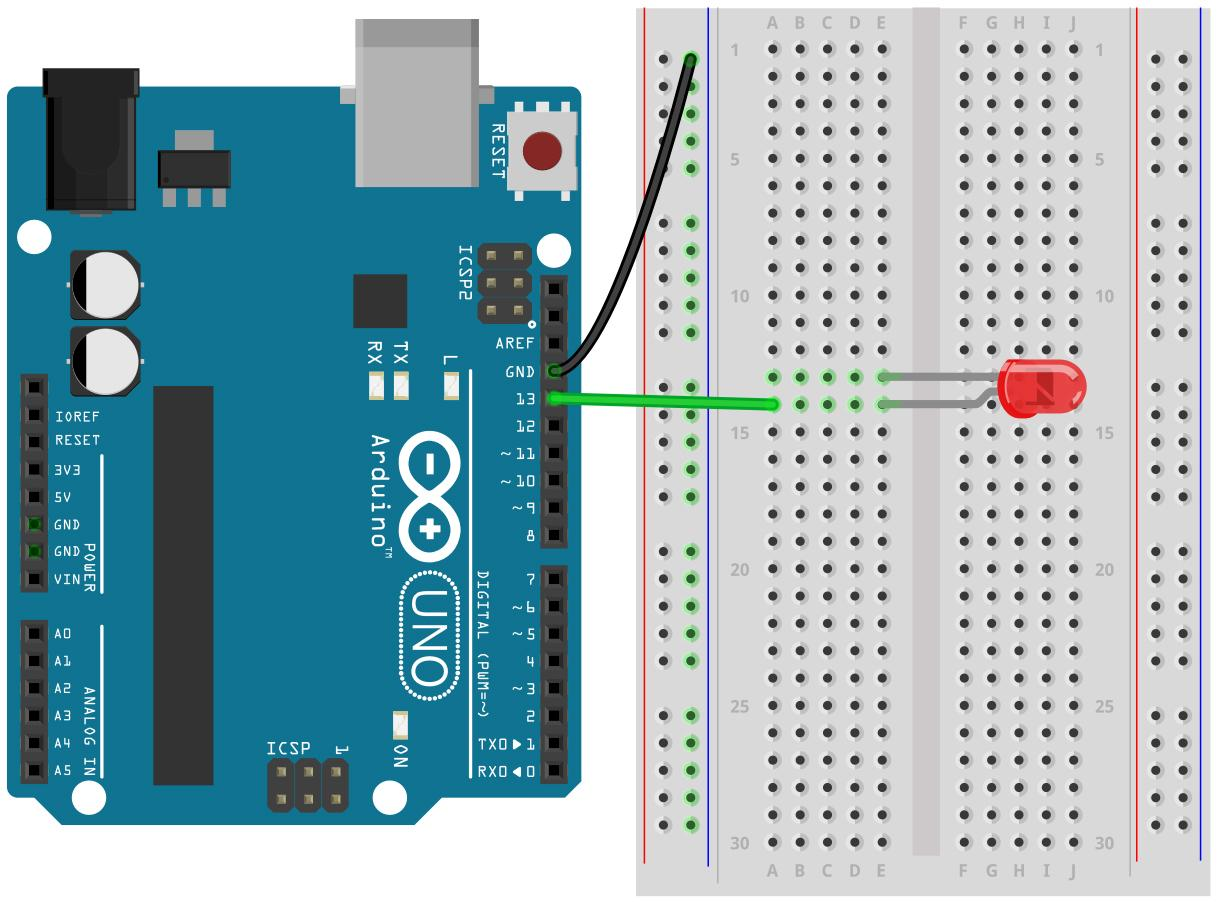 RESET
ICSP2
AREF
GND
13
12
~11
~10
~9
8
7
~6
~5
4
~3
2
TX0▶1
RX0◀0
DIGITAL (PWM=~)
RX
TX
L
Arduino™
UNO
ON
ICSP
1
IOREF
RESET
3V3
5V
GND
GND
VIN
POWER
A0
A1
A2
A3
A4
A5
ANALOG IN
A B C D E F G H I J
1 1
5 5
10 10
15 15
20 20
25 25
30 30
A B C D E F G H I J